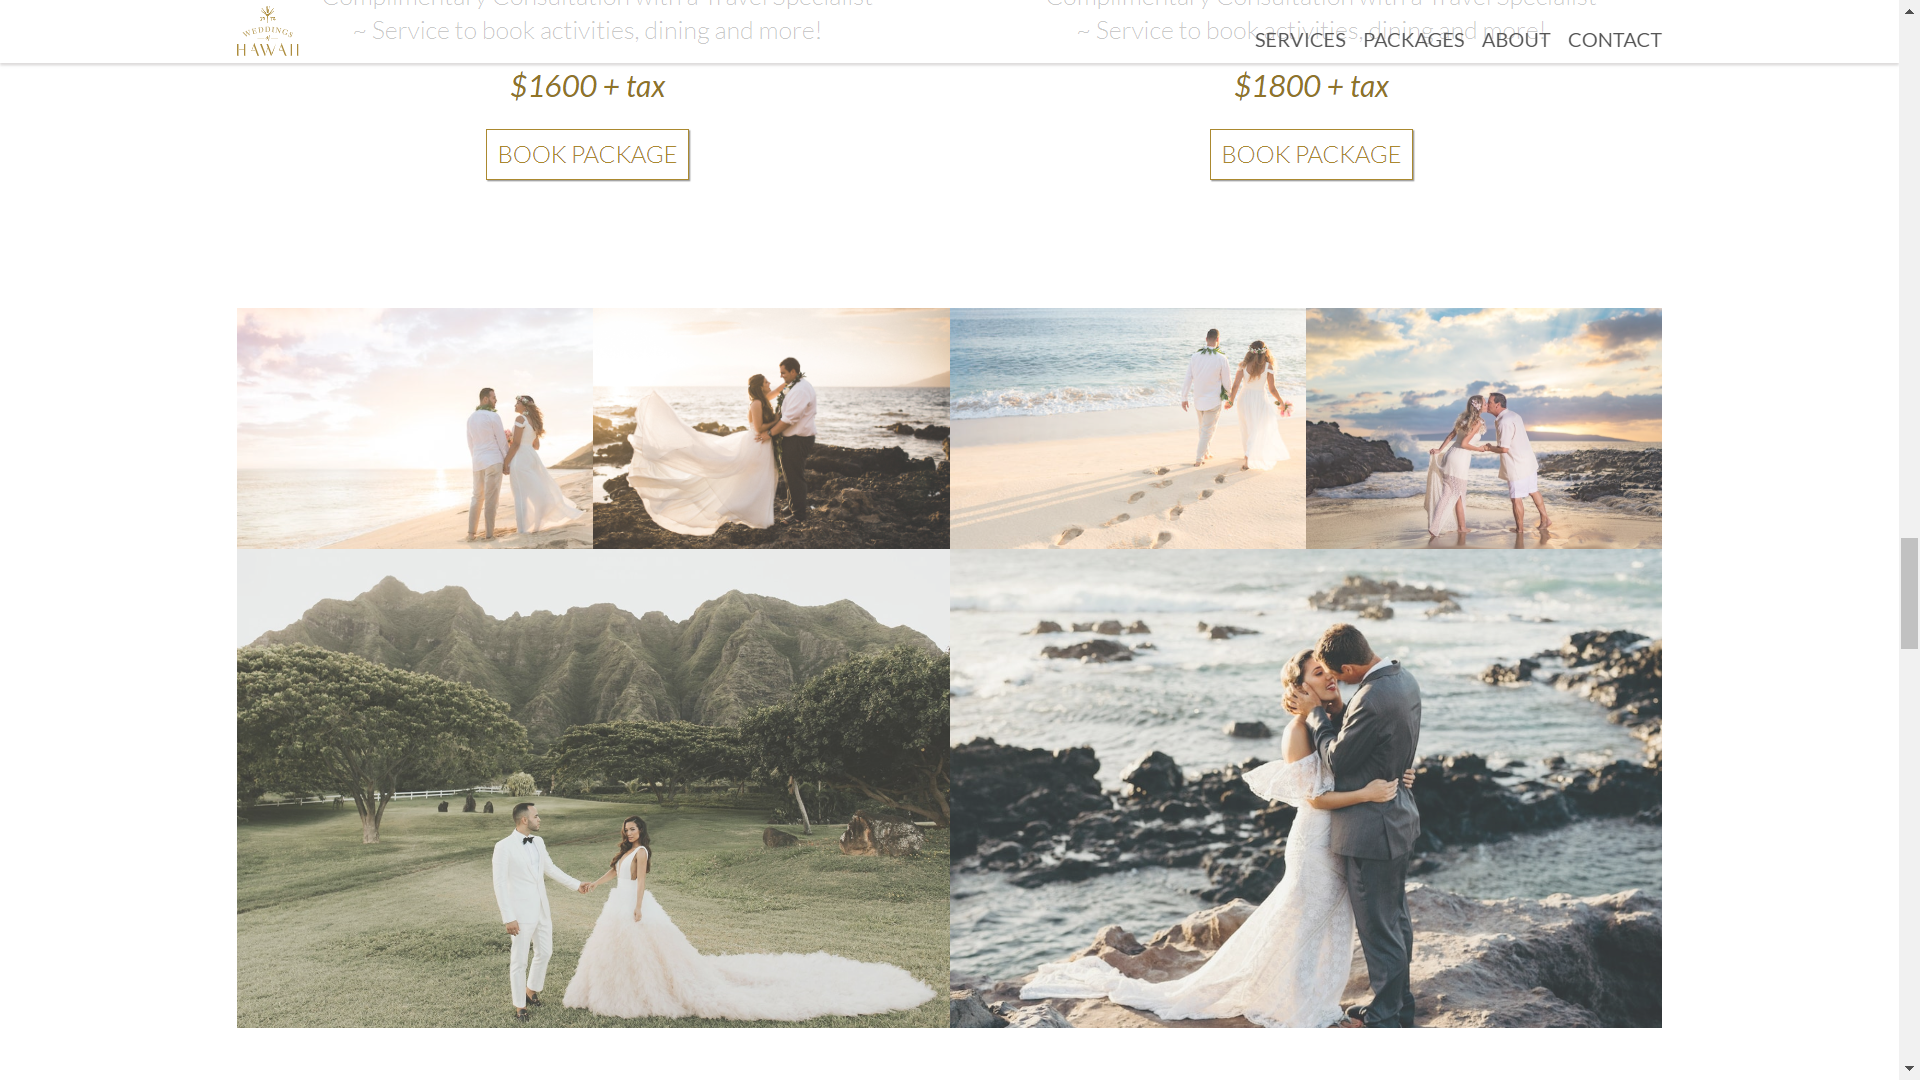 WEDDINGS
of
HAWAII
SERVICES PACKAGES ABOUT CONTACT
Complimentary Consultation with a Travel Specialist
~ Service to book activities, dining and more!
$1600 + tax
BOOK PACKAGE
Complimentary Consultation with a Travel Specialist
~ Service to book activities, dining and more!
$1800 + tax
BOOK PACKAGE